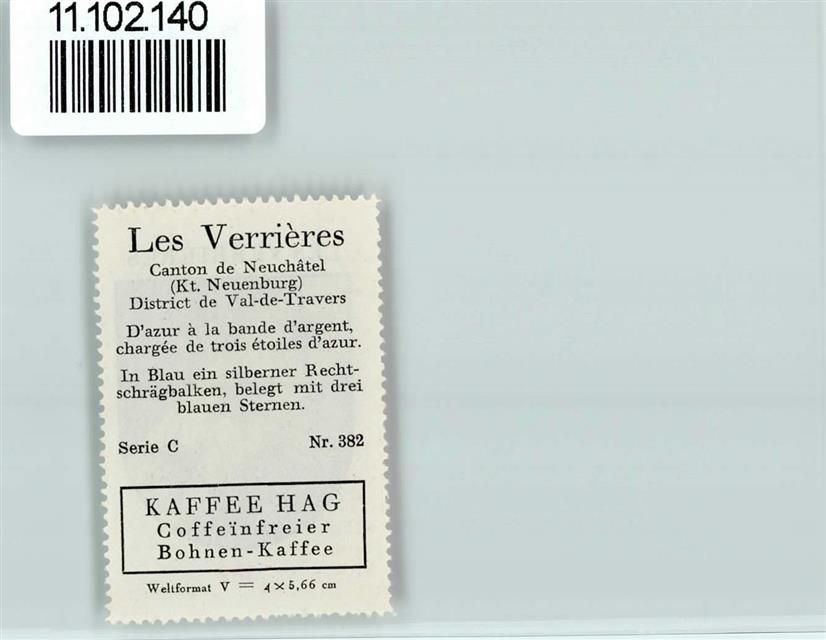 11.102.140
Les Verrières
Canton de Neuchâtel
(Kt. Neuenburg)
District de Val-de-Travers
D'azur à la bande d'argent,
chargée de trois étoiles d'azur.
In Blau ein silberner Recht-
schrägbalken, belegt mit drei
blauen Sternen.
Serie C Nr. 382
KAFFEE HAG
Coffeïnfreier
Bohnen-Kaffee
Weltformat V = 4 × 5,66 cm